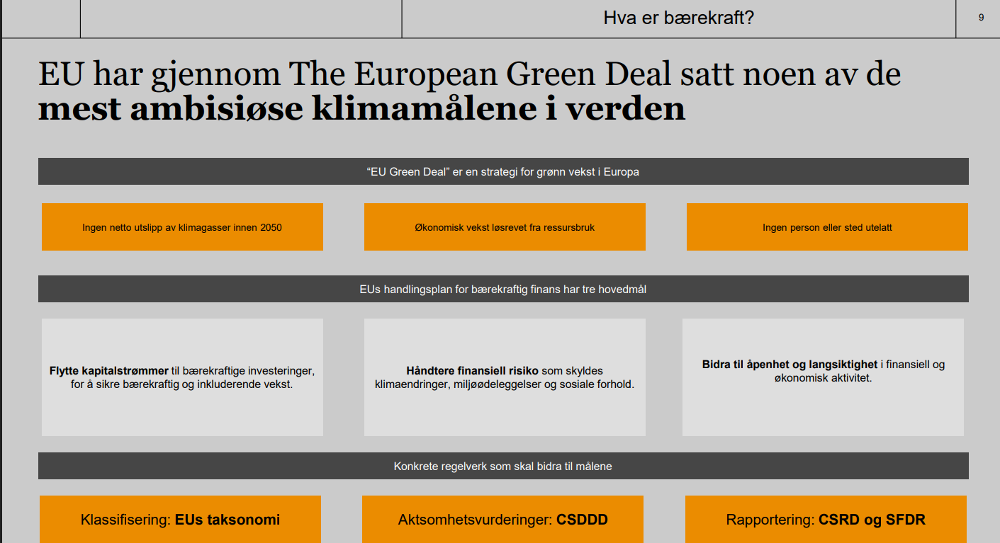 Hva er bærekraft?
9
EU har gjennom The European Green Deal satt noen av de
mest ambisiøse klimamålene i verden
“EU Green Deal” er en strategi for grønn vekst i Europa
Ingen netto utslipp av klimagasser innen 2050
Økonomisk vekst løsrevet fra ressursbruk
Ingen person eller sted utelatt
EUs handlingsplan for bærekraftig finans har tre hovedmål
Flytte kapitalstrømmer til bærekraftige investeringer,
for å sikre bærekraftig og inkluderende vekst.
Håndtere finansiell risiko som skyldes
klimaendringer, miljøødeleggelser og sosiale forhold.
Bidra til åpenhet og langsiktighet i finansiell og
økonomisk aktivitet.
Konkrete regelverk som skal bidra til målene
Klassifisering: EUs taksonomi
Aktsomhetsvurderinger: CSDDD
Rapportering: CSRD og SFDR